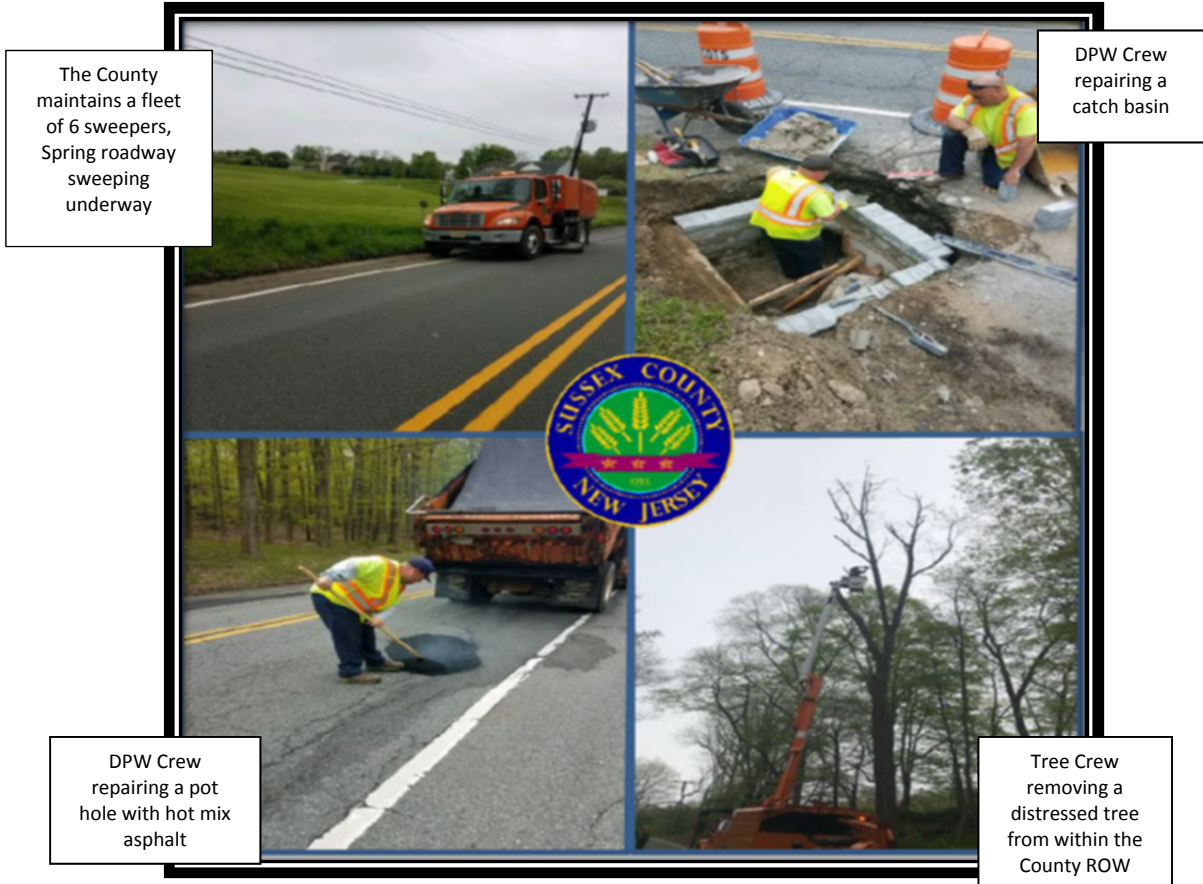 The County
maintains a fleet
of 6 sweepers,
Spring roadway
sweeping
underway
DPW Crew
repairing a
catch basin
SUSSEX COUNTY
1753
NEW JERSEY
DPW Crew
repairing a pot
hole with hot mix
asphalt
Tree Crew
removing a
distressed tree
from within the
County ROW